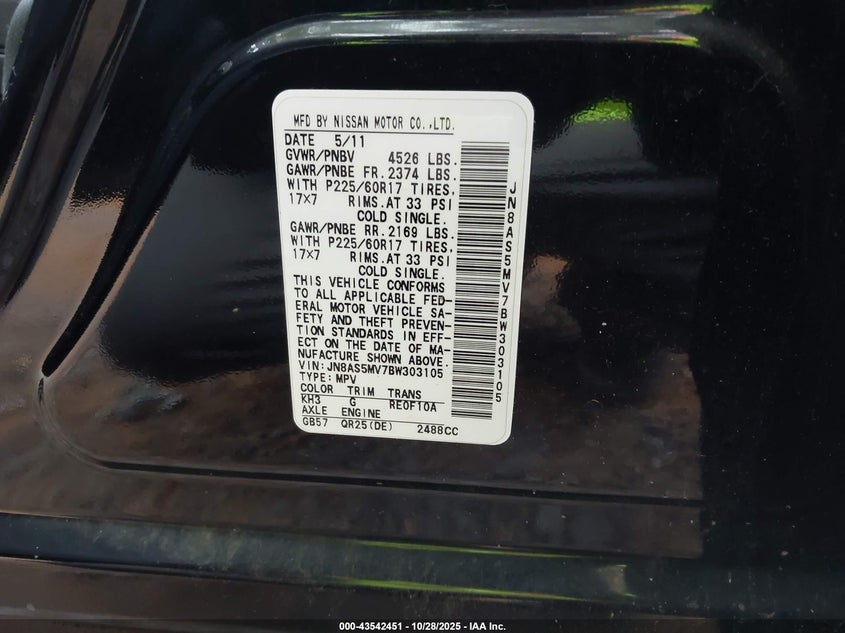 MFD BY NISSAN MOTOR CO.,LTD.
DATE 5/11
GVWR/PNBV 4526 LBS.
GAWR/PNBE FR. 2374 LBS.
WITH P225/60R17 TIRES,
17X7 RIMS.AT 33 PSI
COLD SINGLE.
GAWR/PNBE RR. 2169 LBS.
WITH P225/60R17 TIRES,
17X7 RIMS.AT 33 PSI
COLD SINGLE.
THIS VEHICLE CONFORMS
TO ALL APPLICABLE FED-
ERAL MOTOR VEHICLE SA-
FETY AND THEFT PREVEN-
TION STANDARDS IN EFF-
ECT ON THE DATE OF MA-
NUFACTURE SHOWN ABOVE.
VIN: JN8AS5MV7BW303105
TYPE: MPV
COLOR TRIM TRANS
KH3 G RE0F10A
AXLE ENGINE
GB57 QR25(DE) 2488CC
JN8AS5MV7BW303105
000-43542451 - 10/28/2025 - IAA Inc.